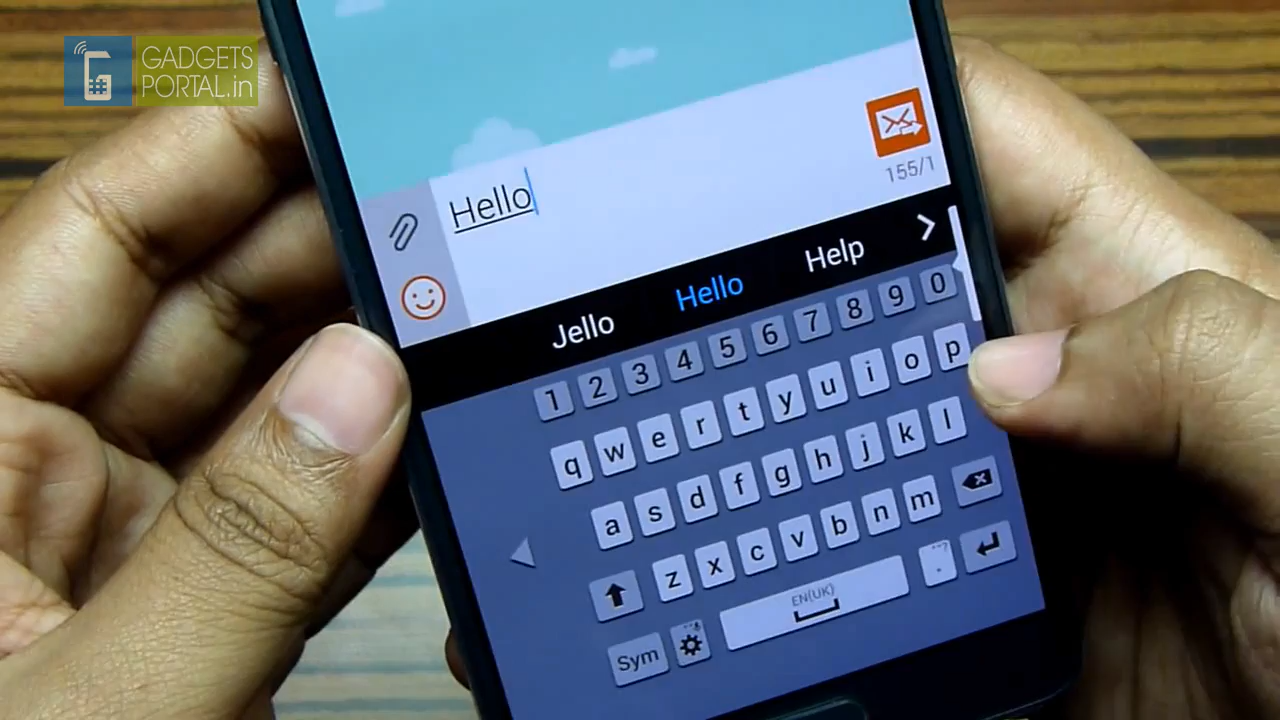 GADGETS
PORTAL.in
Hello
155/1
Jello Hello Help
1 2 3 4 5 6 7 8 9 0
q w e r t y u i o p
a s d f g h j k l
z x c v b n m
EN(UK)
Sym .